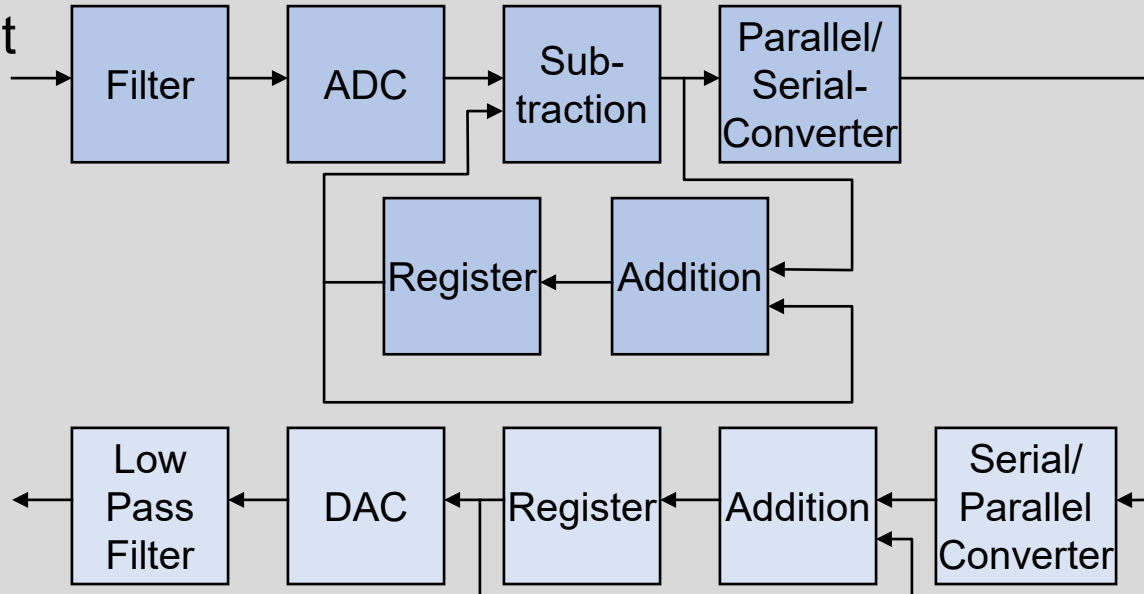 t
Filter
ADC
Sub-
traction
Parallel/
Serial-
Converter
Register
Addition
Low
Pass
Filter
DAC
Register
Addition
Serial/
Parallel
Converter